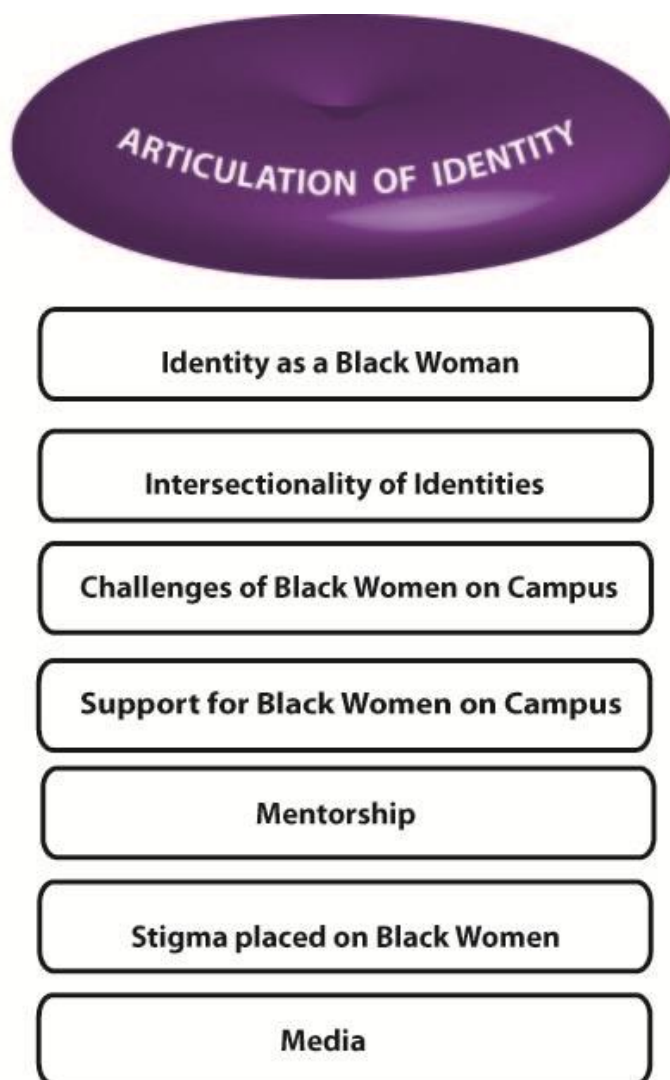 ARTICULATION OF IDENTITY
Identity as a Black Woman
Intersectionality of Identities
Challenges of Black Women on Campus
Support for Black Women on Campus
Mentorship
Stigma placed on Black Women
Media